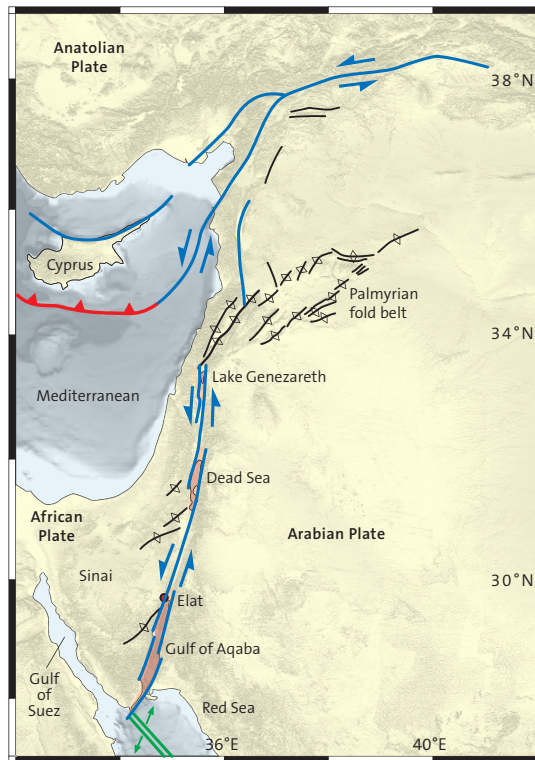 Anatolian
Plate
38°N
Cyprus
Palmyrian
fold belt
34°N
Lake Genezareth
Mediterranean
Dead Sea
African
Plate
Arabian Plate
Sinai
30°N
Elat
Gulf of Aqaba
Gulf
of
Suez
Red Sea
36°E
40°E